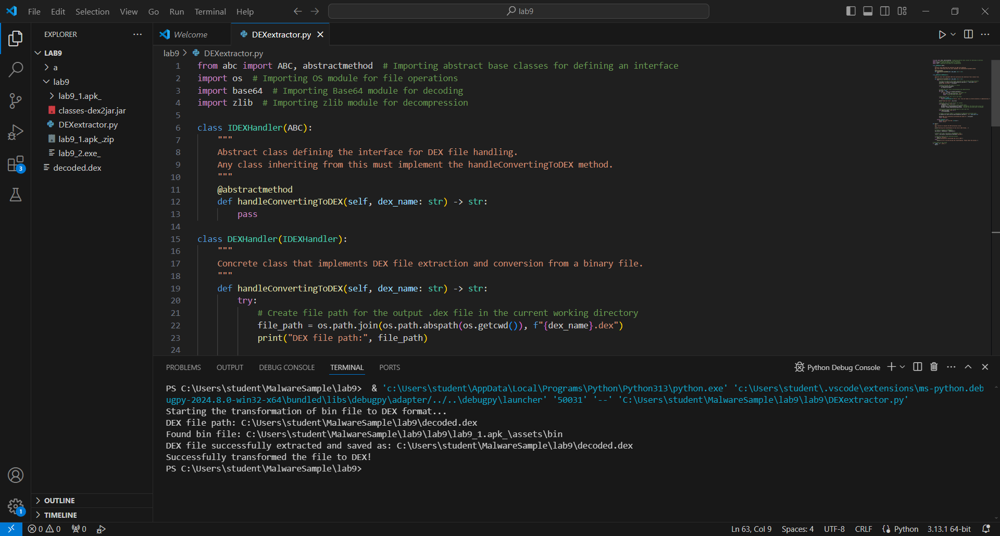 File Edit Selection View Go Run Terminal Help
lab9
EXPLORER
LAB9
a
lab9
lab9_1.apk_
classes-dex2jar.jar
DEXextractor.py
lab9_1.apk_.zip
lab9_2.exe_
decoded.dex
3
OUTLINE
TIMELINE
1
Welcome DEXextractor.py
lab9 > DEXextractor.py
1 from abc import ABC, abstractmethod # Importing abstract base classes for defining an interface
2 import os # Importing OS module for file operations
3 import base64 # Importing Base64 module for decoding
4 import zlib # Importing zlib module for decompression
5
6 class IDEXHandler(ABC):
7 """
8 Abstract class defining the interface for DEX file handling.
9 Any class inheriting from this must implement the handleConvertingToDEX method.
10 """
11 @abstractmethod
12 def handleConvertingToDEX(self, dex_name: str) -> str:
13 pass
14
15 class DEXHandler(IDEXHandler):
16 """
17 Concrete class that implements DEX file extraction and conversion from a binary file.
18 """
19 def handleConvertingToDEX(self, dex_name: str) -> str:
20 try:
21 # Create file path for the output .dex file in the current working directory
22 file_path = os.path.join(os.path.abspath(os.getcwd()), f"{dex_name}.dex")
23 print("DEX file path:", file_path)
24
PROBLEMS OUTPUT DEBUG CONSOLE TERMINAL PORTS Python Debug Console
PS C:\Users\student\MalwareSample\lab9> & 'c:\Users\student\AppData\Local\Programs\Python\Python313\python.exe' 'c:\Users\student\.vscode\extensions\ms-python.deb
ugpy-2024.8.0-win32-x64\bundled\libs\debugpy\adapter/../..\debugpy\launcher' '50031' '--' 'C:\Users\student\MalwareSample\lab9\lab9\DEXextractor.py'
Starting the transformation of bin file to DEX format...
DEX file path: C:\Users\student\MalwareSample\lab9\decoded.dex
Found bin file: C:\Users\student\MalwareSample\lab9\lab9\lab9_1.apk_\assets\bin
DEX file successfully extracted and saved as: C:\Users\student\MalwareSample\lab9\decoded.dex
Successfully transformed the file to DEX!
PS C:\Users\student\MalwareSample\lab9>
0 0 0 Ln 63, Col 9 Spaces: 4 UTF-8 CRLF Python 3.13.1 64-bit